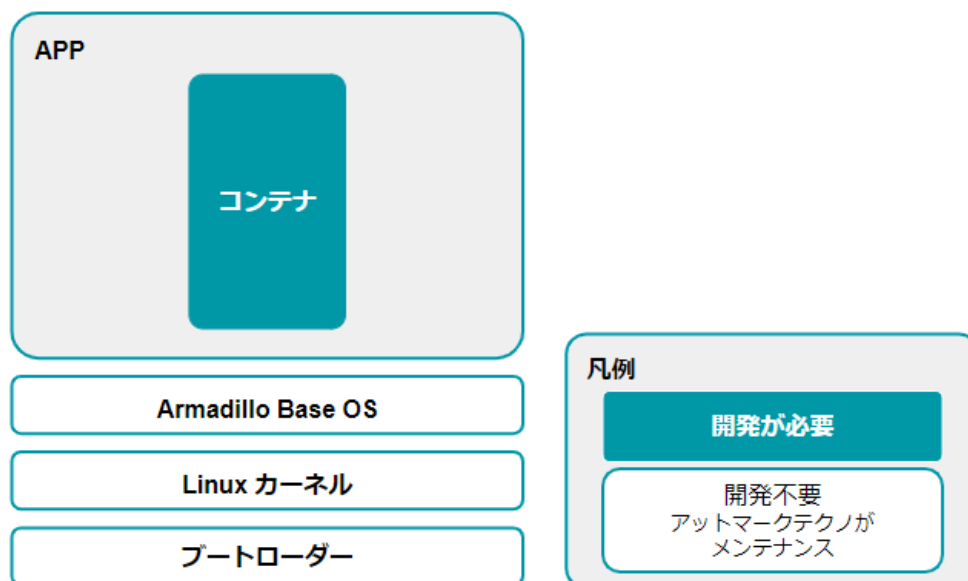 APP
コンテナ
Armadillo Base OS
Linux カーネル
ブートローダー
凡例
開発が必要
開発不要
アットマークテクノが
メンテナンス